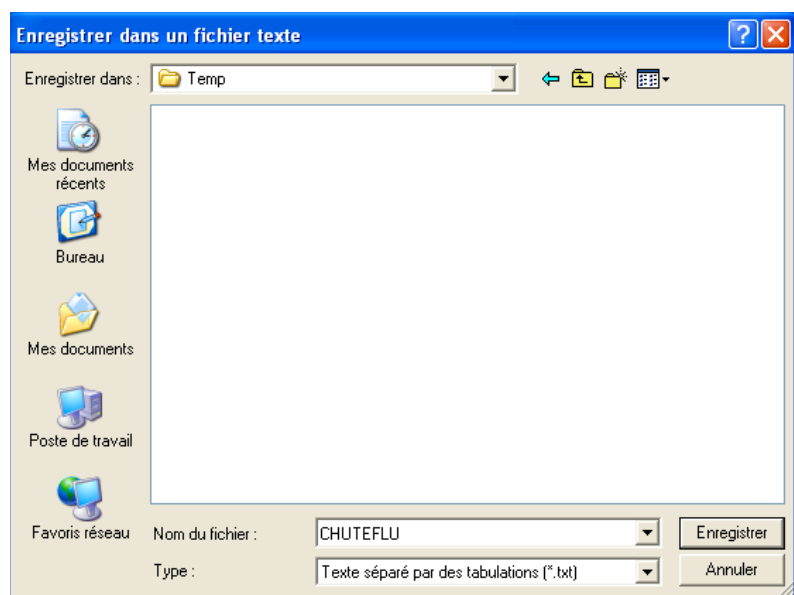 Enregistrer dans un fichier texte
Enregistrer dans :
Temp
Mes documents
récents
Bureau
Mes documents
Poste de travail
Favoris réseau
Nom du fichier :
CHUTEFLU
Enregistrer
Type :
Texte séparé par des tabulations (*.txt)
Annuler